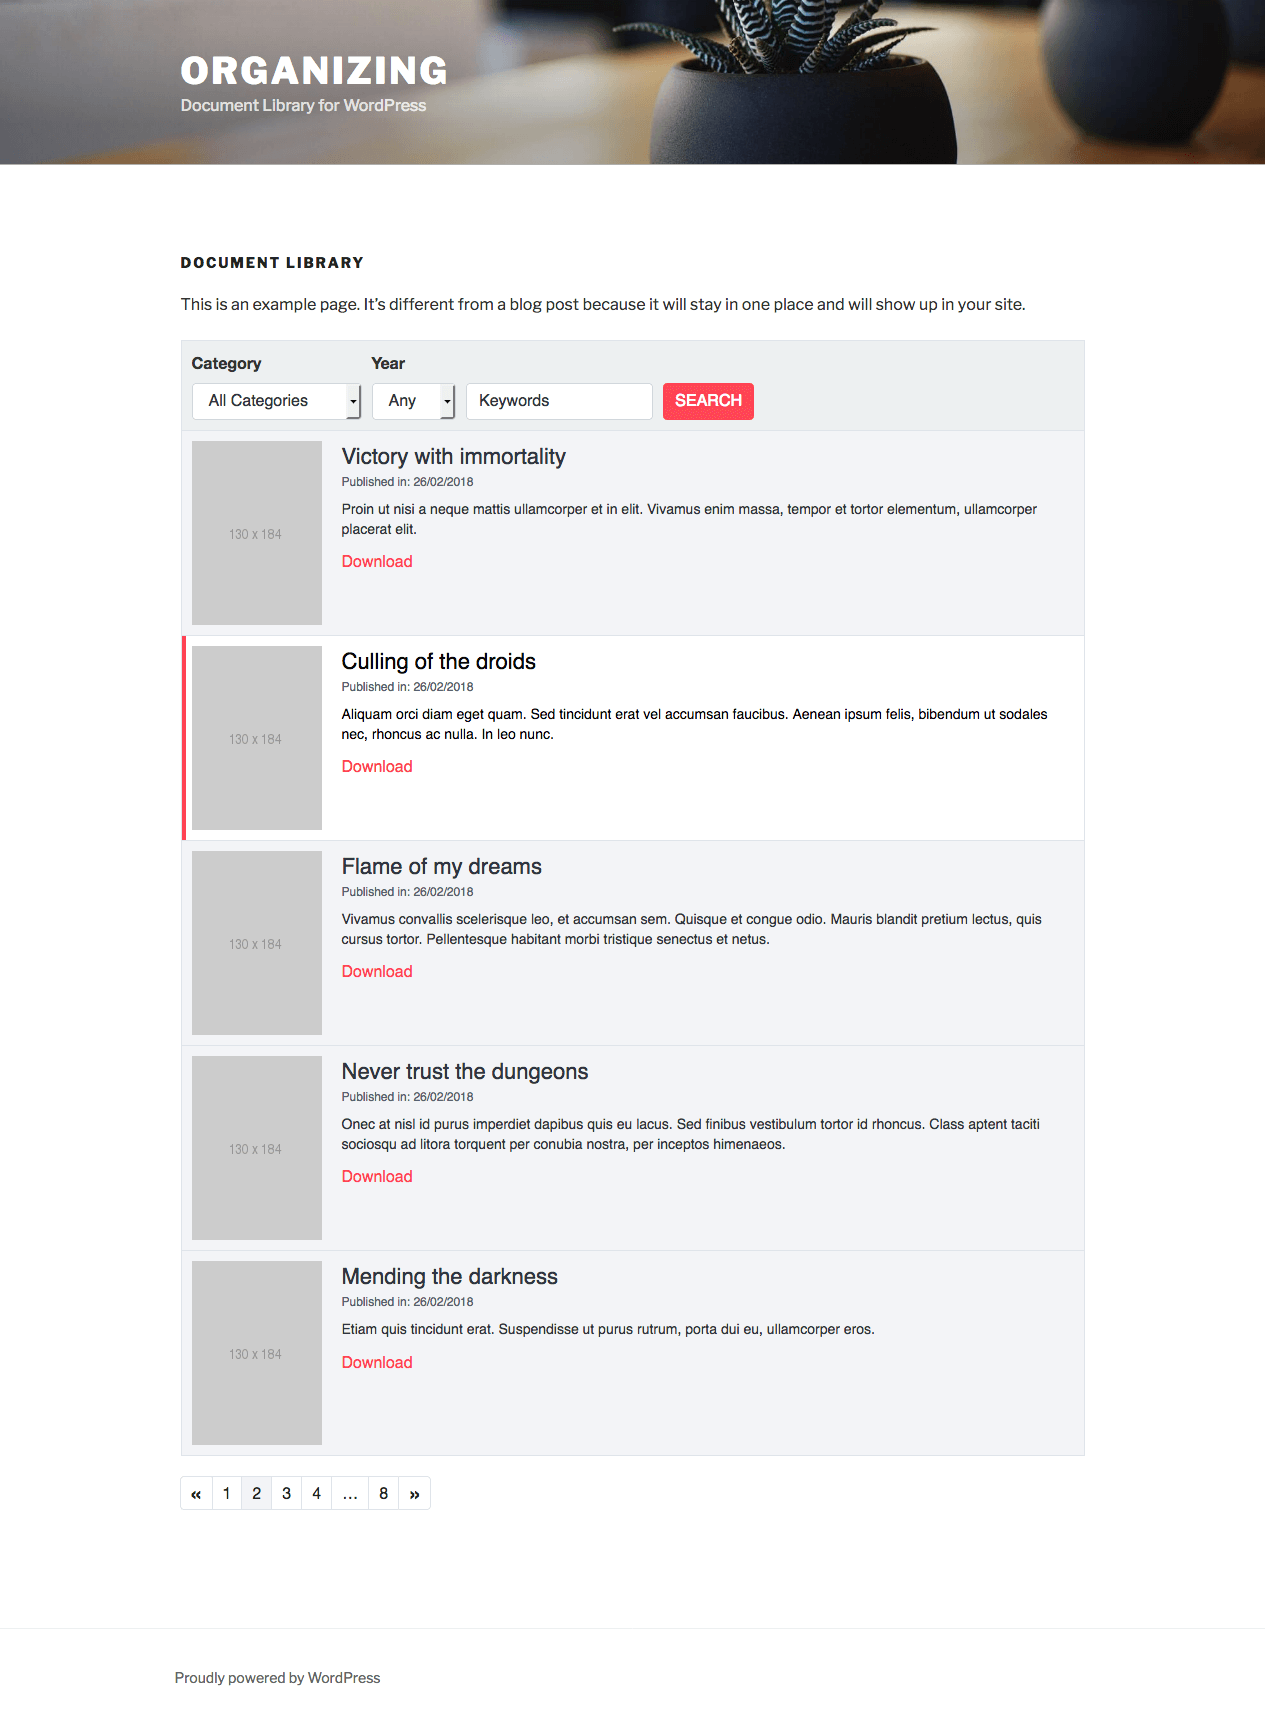 ORGANIZING
Document Library for WordPress
DOCUMENT LIBRARY
This is an example page. It’s different from a blog post because it will stay in one place and will show up in your site.
Category Year
All Categories Any Keywords SEARCH
130 x 184
Victory with immortality
Published in: 26/02/2018
Proin ut nisi a neque mattis ullamcorper et in elit. Vivamus enim massa, tempor et tortor elementum, ullamcorper
placerat elit.
Download
130 x 184
Culling of the droids
Published in: 26/02/2018
Aliquam orci diam eget quam. Sed tincidunt erat vel accumsan faucibus. Aenean ipsum felis, bibendum ut sodales
nec, rhoncus ac nulla. In leo nunc.
Download
130 x 184
Flame of my dreams
Published in: 26/02/2018
Vivamus convallis scelerisque leo, et accumsan sem. Quisque et congue odio. Mauris blandit pretium lectus, quis
cursus tortor. Pellentesque habitant morbi tristique senectus et netus.
Download
130 x 184
Never trust the dungeons
Published in: 26/02/2018
Onec at nisl id purus imperdiet dapibus quis eu lacus. Sed finibus vestibulum tortor id rhoncus. Class aptent taciti
sociosqu ad litora torquent per conubia nostra, per inceptos himenaeos.
Download
130 x 184
Mending the darkness
Published in: 26/02/2018
Etiam quis tincidunt erat. Suspendisse ut purus rutrum, porta dui eu, ullamcorper eros.
Download
« 1 2 3 4 … 8 »
Proudly powered by WordPress